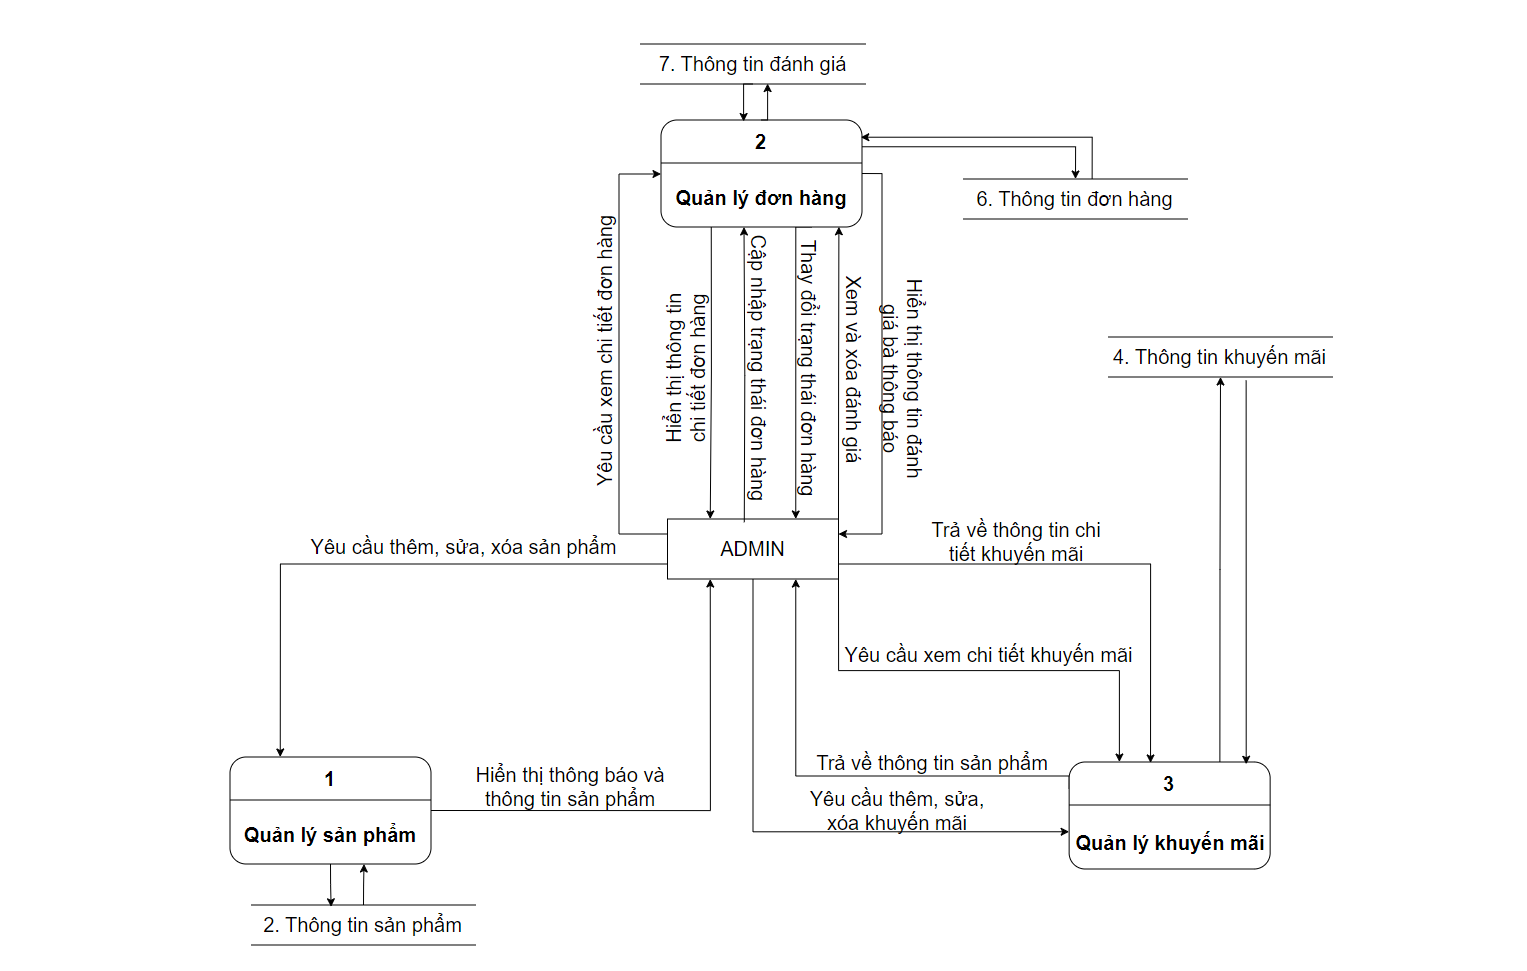 7. Thông tin đánh giá
2
Quản lý đơn hàng
6. Thông tin đơn hàng
Yêu cầu xem chi tiết đơn hàng
Hiển thị thông tin
chi tiết đơn hàng
Cập nhập trạng thái đơn hàng
Thay đổi trạng thái đơn hàng
Xem và xóa đánh giá
Hiển thị thông tin đánh
giá bà thông báo
4. Thông tin khuyến mãi
ADMIN
Yêu cầu thêm, sửa, xóa sản phẩm
Trả về thông tin chi
tiết khuyến mãi
Yêu cầu xem chi tiết khuyến mãi
Trả về thông tin sản phẩm
Yêu cầu thêm, sửa,
xóa khuyến mãi
Hiển thị thông báo và
thông tin sản phẩm
1
Quản lý sản phẩm
3
Quản lý khuyến mãi
2. Thông tin sản phẩm